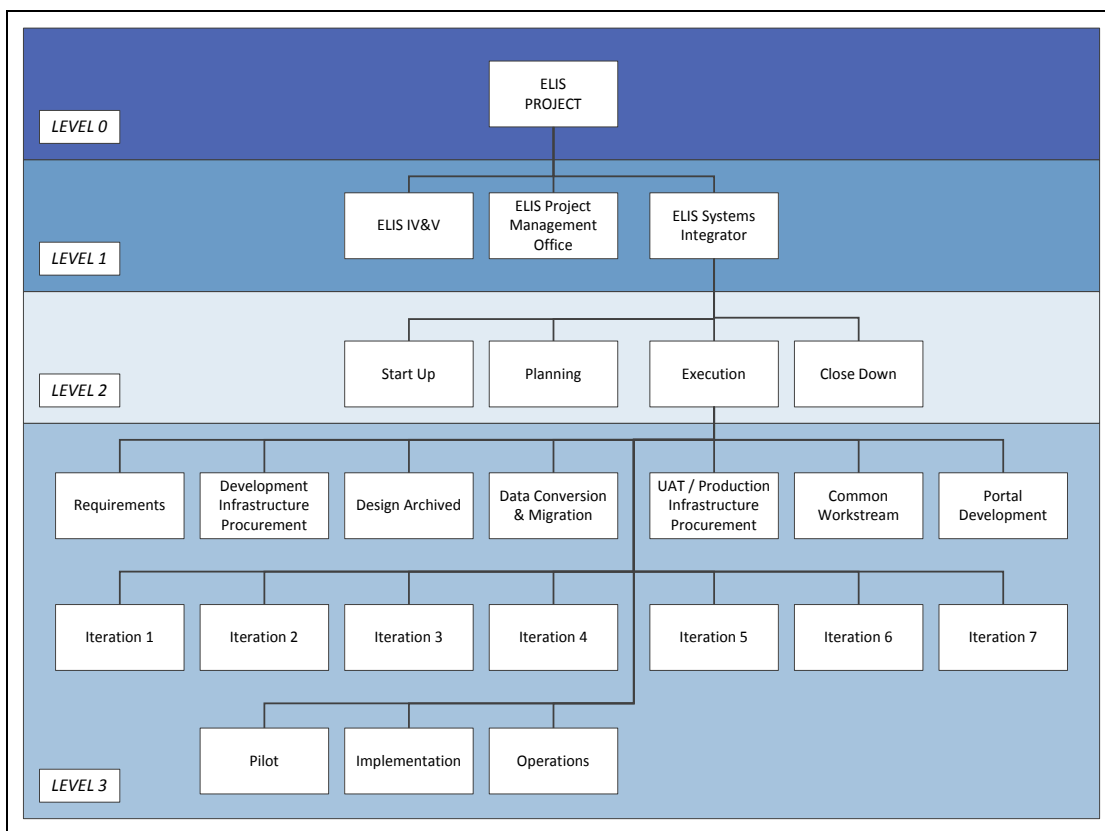 ELIS
PROJECT
LEVEL 0
ELIS IV&V
ELIS Project
Management
Office
ELIS Systems
Integrator
LEVEL 1
Start Up
Planning
Execution
Close Down
LEVEL 2
Requirements
Development
Infrastructure
Procurement
Design Archived
Data Conversion
& Migration
UAT / Production
Infrastructure
Procurement
Common
Workstream
Portal
Development
Iteration 1
Iteration 2
Iteration 3
Iteration 4
Iteration 5
Iteration 6
Iteration 7
Pilot
Implementation
Operations
LEVEL 3